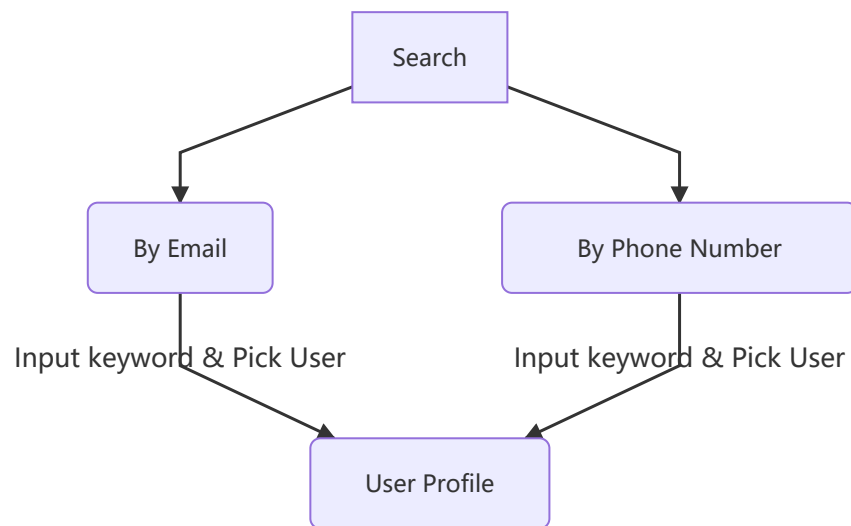 Search
By Email
By Phone Number
Input keyword & Pick User
Input keyword & Pick User
User Profile